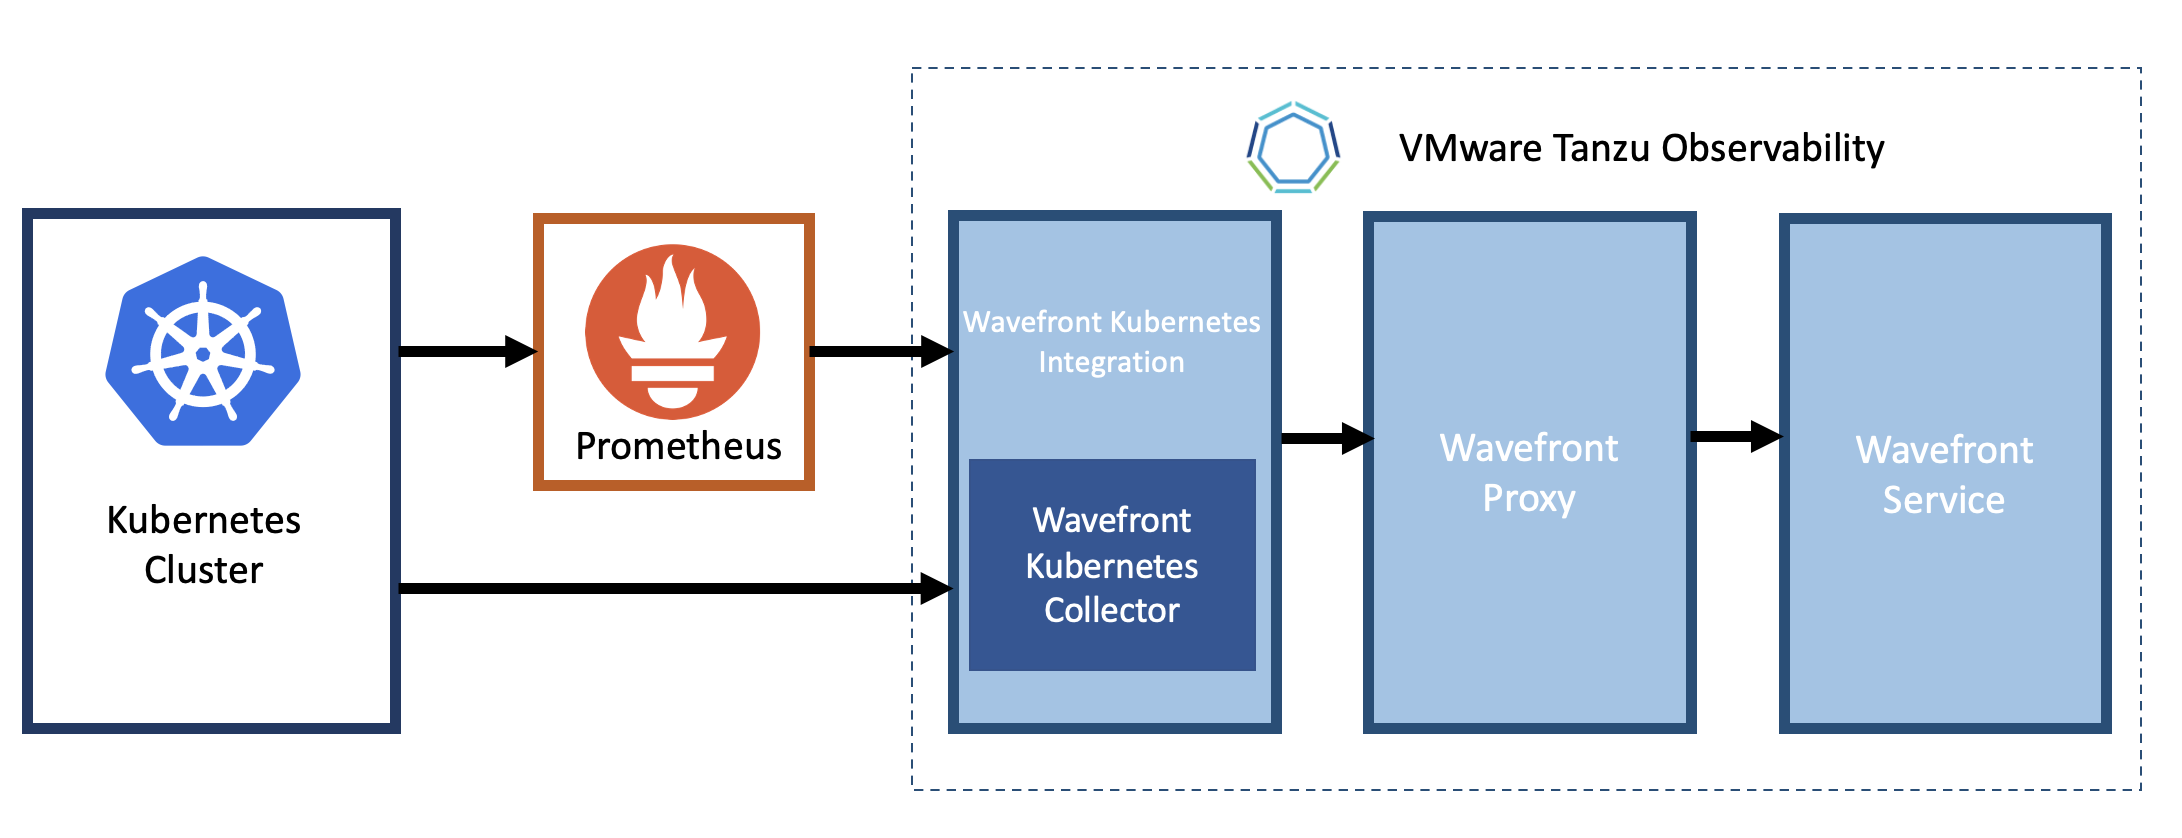 VMware Tanzu Observability
Kubernetes
Cluster
Prometheus
Wavefront Kubernetes
Integration
Wavefront
Kubernetes
Collector
Wavefront
Proxy
Wavefront
Service